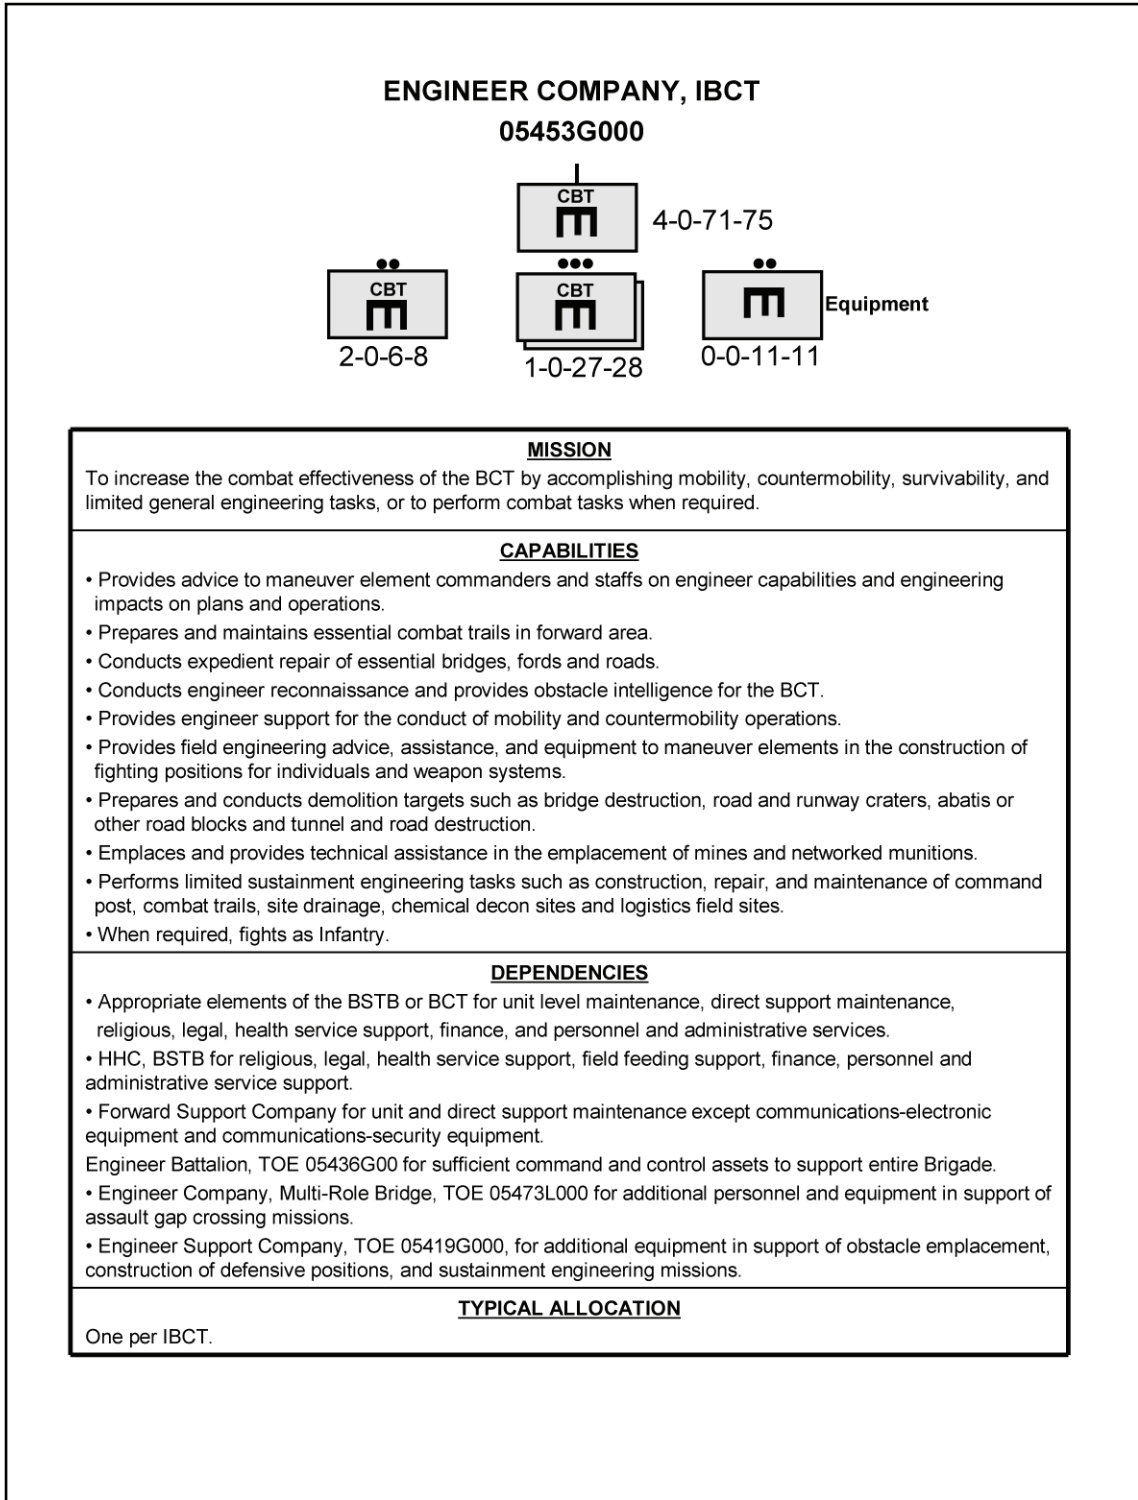 ENGINEER COMPANY, IBCT
05453G000
CBT
4-0-71-75
CBT
2-0-6-8
CBT
1-0-27-28
Equipment
0-0-11-11
MISSION
To increase the combat effectiveness of the BCT by accomplishing mobility, countermobility, survivability, and
limited general engineering tasks, or to perform combat tasks when required.
CAPABILITIES
• Provides advice to maneuver element commanders and staffs on engineer capabilities and engineering
impacts on plans and operations.
• Prepares and maintains essential combat trails in forward area.
• Conducts expedient repair of essential bridges, fords and roads.
• Conducts engineer reconnaissance and provides obstacle intelligence for the BCT.
• Provides engineer support for the conduct of mobility and countermobility operations.
• Provides field engineering advice, assistance, and equipment to maneuver elements in the construction of
fighting positions for individuals and weapon systems.
• Prepares and conducts demolition targets such as bridge destruction, road and runway craters, abatis or
other road blocks and tunnel and road destruction.
• Emplaces and provides technical assistance in the emplacement of mines and networked munitions.
• Performs limited sustainment engineering tasks such as construction, repair, and maintenance of command
post, combat trails, site drainage, chemical decon sites and logistics field sites.
• When required, fights as Infantry.
DEPENDENCIES
• Appropriate elements of the BSTB or BCT for unit level maintenance, direct support maintenance,
religious, legal, health service support, finance, and personnel and administrative services.
• HHC, BSTB for religious, legal, health service support, field feeding support, finance, personnel and
administrative service support.
• Forward Support Company for unit and direct support maintenance except communications-electronic
equipment and communications-security equipment.
Engineer Battalion, TOE 05436G00 for sufficient command and control assets to support entire Brigade.
• Engineer Company, Multi-Role Bridge, TOE 05473L000 for additional personnel and equipment in support of
assault gap crossing missions.
• Engineer Support Company, TOE 05419G000, for additional equipment in support of obstacle emplacement,
construction of defensive positions, and sustainment engineering missions.
TYPICAL ALLOCATION
One per IBCT.